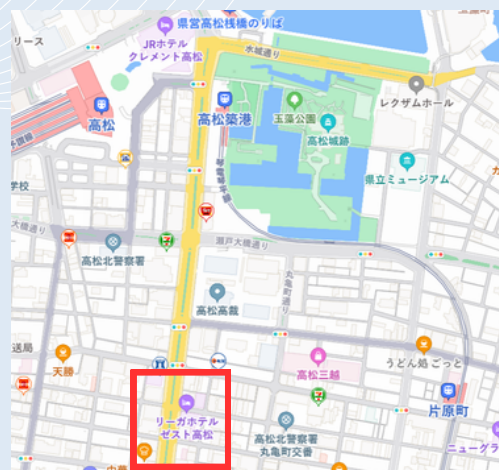 県営高松桟橋のりば
リース
JRホテル
クレメント高松
水城通り
レクザムホール
高松
高松築港
玉藻公園
高松城跡
県立ミュージアム
学校
大橋通り
瀬戸大橋通り
高松北警察署
丸亀町通り
高松高裁
送局
天勝
高松三越
うどん処 ごっと
片原町
リーガホテル
ゼスト高松
高松北警察署
丸亀町交番
ニューグラ